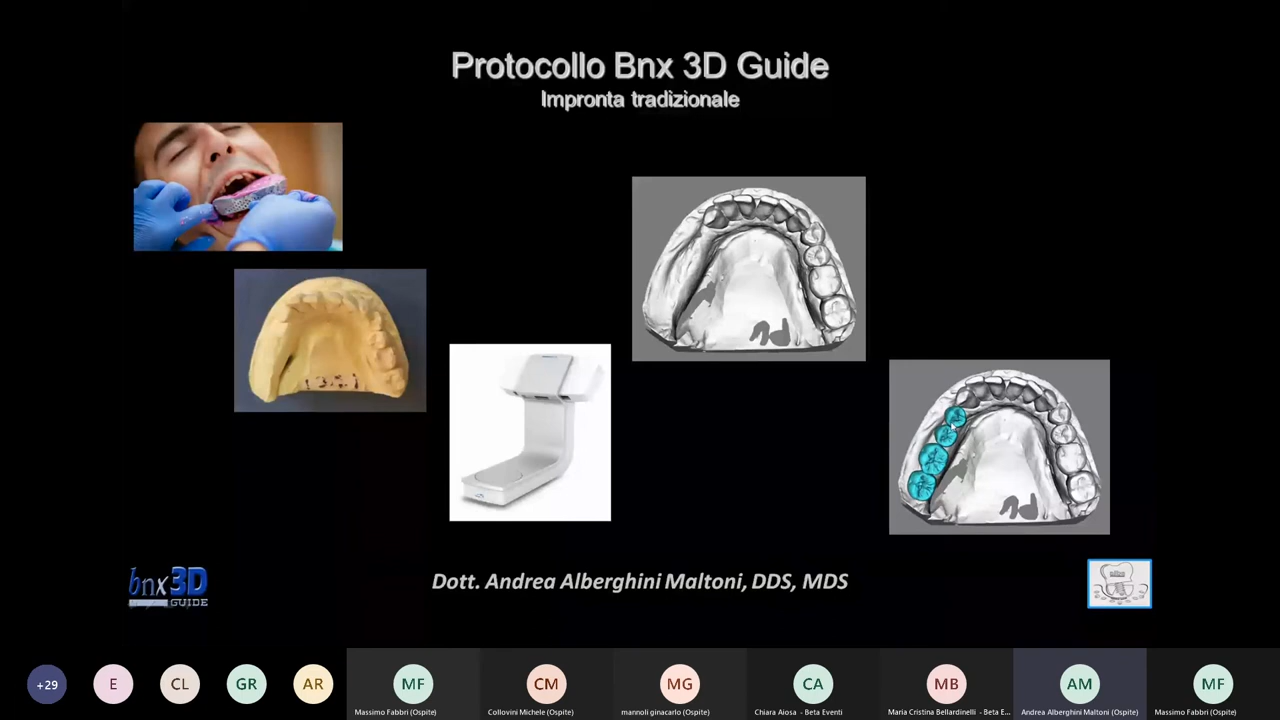 Protocollo Bnx 3D Guide
Impronta tradizionale
Dott. Andrea Alberghini Maltoni, DDS, MDS
bnx3D
GUIDE
+29
E
CL
GR
AR
MF
CM
MG
CA
MB
AM
MF
Massimo Fabbri (Ospite)
Collovini Michele (Ospite)
mannoli ginacarlo (Ospite)
Chiara Aiosa - Beta Eventi
Maria Cristina Bellardinelli - Beta E...
Andrea Alberghini Maltoni (Ospite)
Massimo Fabbri (Ospite)